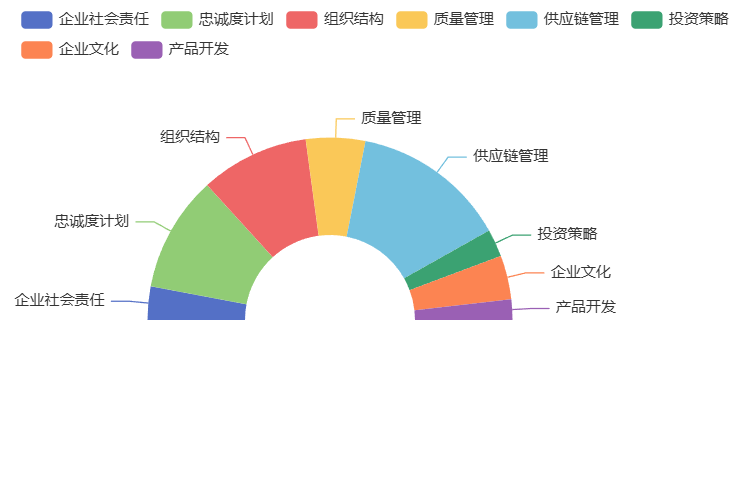 企业社会责任 忠诚度计划 组织结构 质量管理 供应链管理 投资策略
企业文化 产品开发
质量管理
组织结构
供应链管理
忠诚度计划
投资策略
企业文化
企业社会责任
产品开发